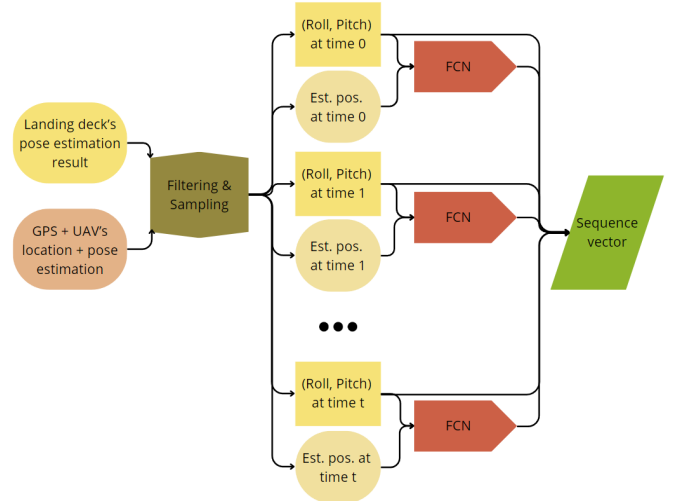 Landing deck's
pose estimation
result
GPS + UAV's
location + pose
estimation
Filtering &
Sampling
(Roll, Pitch)
at time 0
Est. pos.
at time 0
FCN
(Roll, Pitch)
at time 1
Est. pos.
at time 1
FCN
(Roll, Pitch)
at time t
Est. pos. at
time t
FCN
Sequence
vector